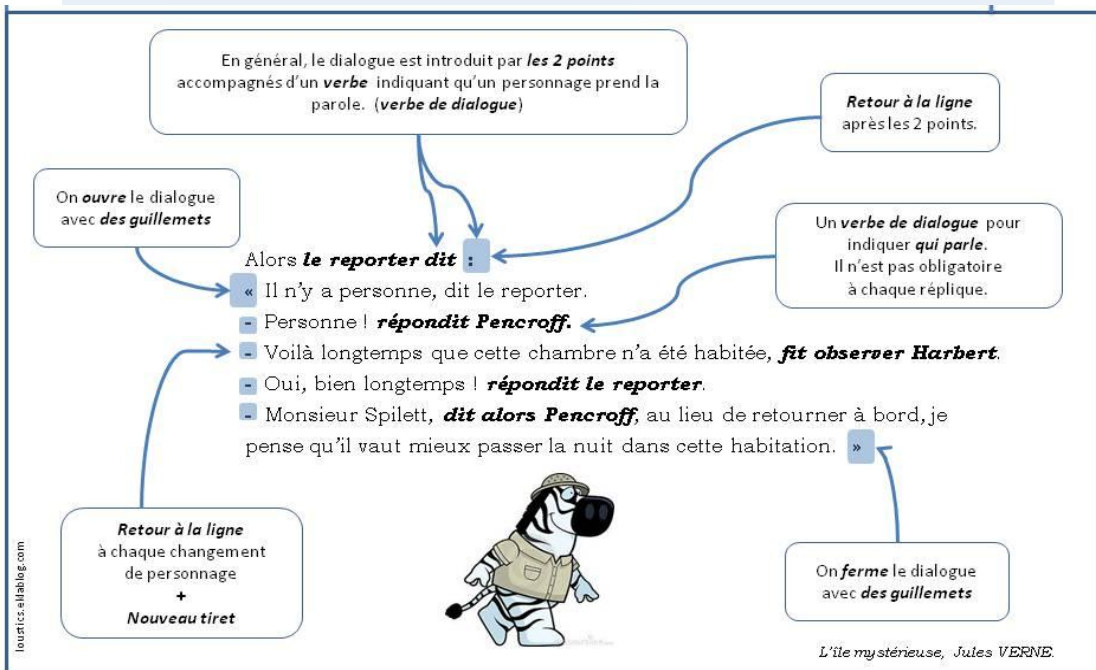 En général, le dialogue est introduit par les 2 points
accompagnés d'un verbe indiquant qu'un personnage prend la
parole. (verbe de dialogue)
Retour à la ligne
après les 2 points.
On ouvre le dialogue
avec des guillemets
Un verbe de dialogue pour
indiquer qui parle.
Il n'est pas obligatoire
à chaque réplique.
Alors le reporter dit :
« Il n'y a personne, dit le reporter.
- Personne ! répondit Pencroff.
- Voilà longtemps que cette chambre n'a été habitée, fit observer Harbert.
- Oui, bien longtemps ! répondit le reporter.
- Monsieur Spilett, dit alors Pencroff, au lieu de retourner à bord, je
pense qu'il vaut mieux passer la nuit dans cette habitation. »
Retour à la ligne
à chaque changement
de personnage
+
Nouveau tiret
On ferme le dialogue
avec des guillemets
L'île mystérieuse, Jules VERNE.
loustics.eklablog.com